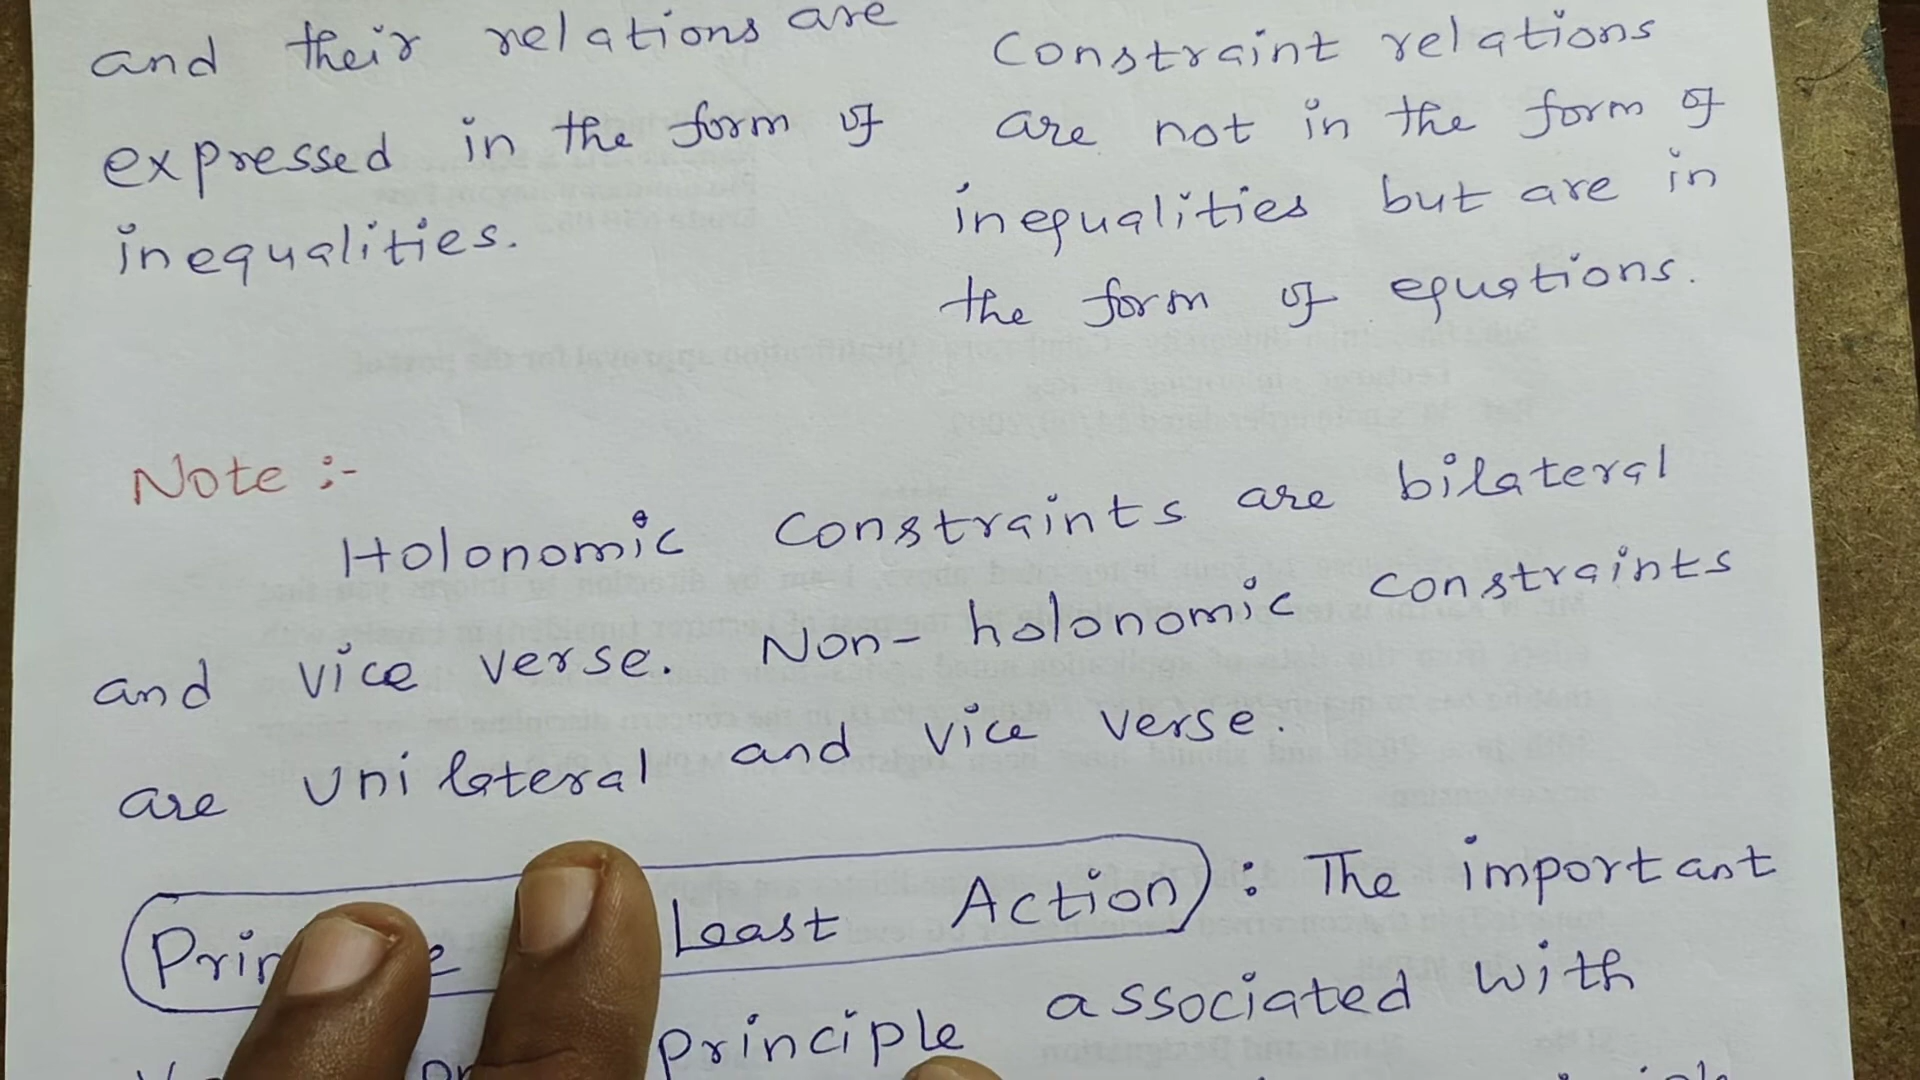 and their relations are
expressed in the form of
inequalities.
Constraint relations
are not in the form of
inequalities but are in
the form of equations.
Note :-
Holonomic constraints are bilateral
and vice verse. Non- holonomic constraints
are unilateral and vice verse.
Least Action : The important
principle associated with